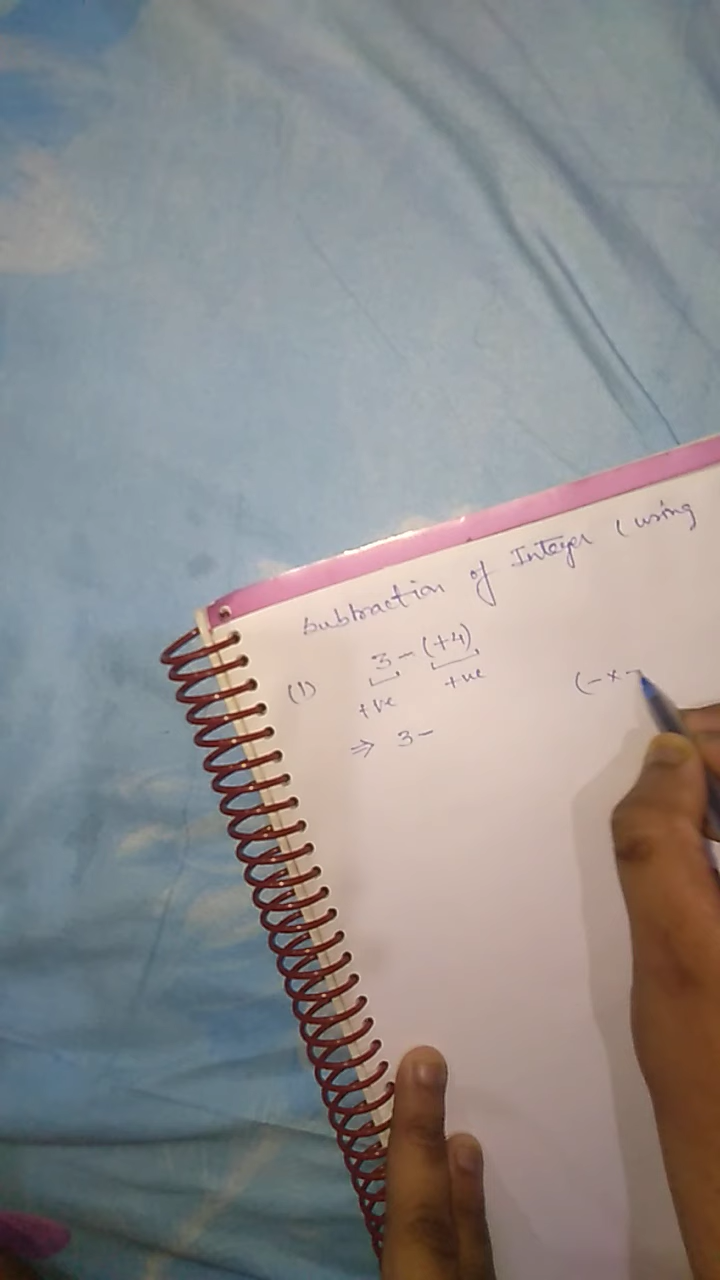 Subtraction of Integer (using
(1) 3 - (+4)
+ve +ve
(- x -
⇒ 3 -